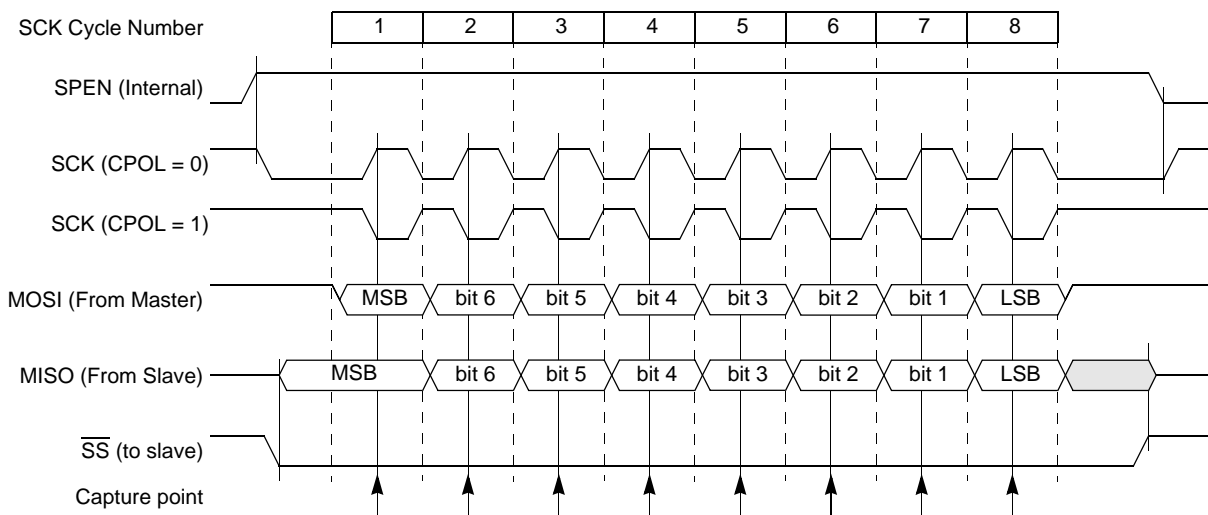 SCK Cycle Number 1 2 3 4 5 6 7 8
SPEN (Internal)
SCK (CPOL = 0)
SCK (CPOL = 1)
MOSI (From Master) MSB bit 6 bit 5 bit 4 bit 3 bit 2 bit 1 LSB
MISO (From Slave) MSB bit 6 bit 5 bit 4 bit 3 bit 2 bit 1 LSB
S̅S̅ (to slave)
Capture point